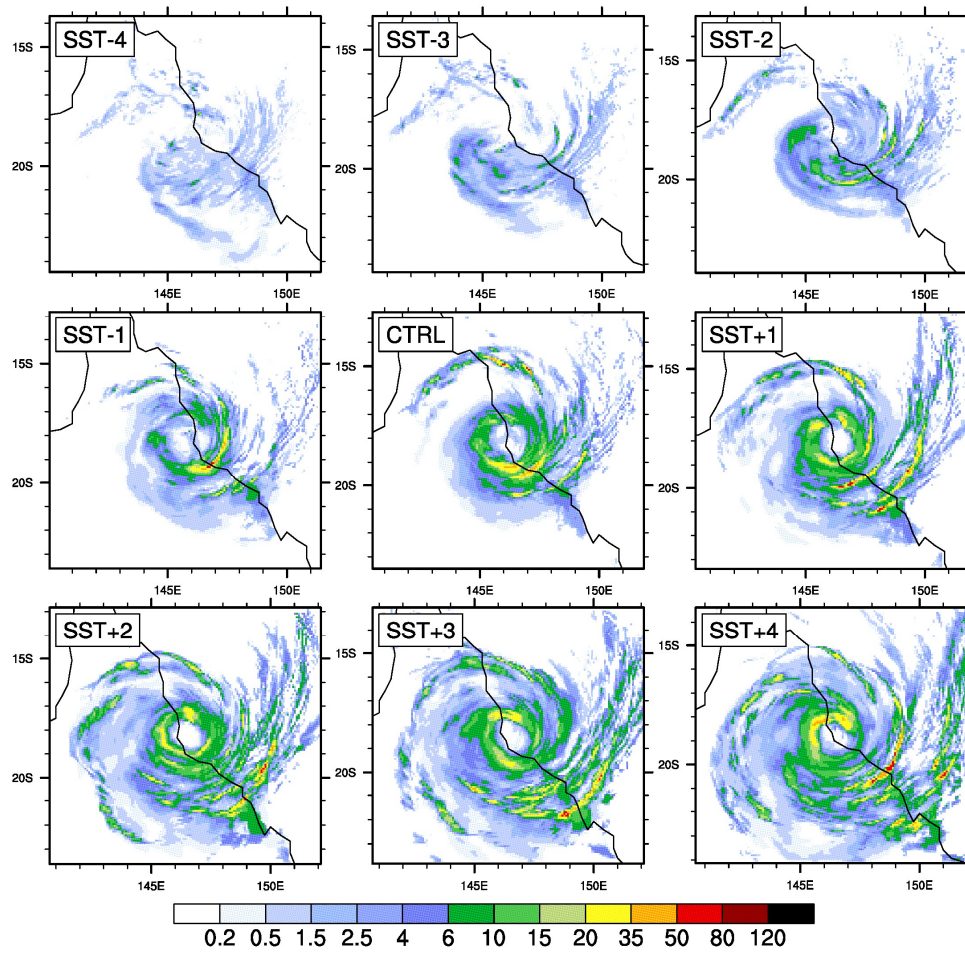 SST-4 SST-3 SST-2
15S 15S 15S
20S 20S 20S
145E 150E 145E 150E 145E 150E
SST-1 CTRL SST+1
15S 15S 15S
20S 20S 20S
145E 150E 145E 150E 145E 150E
SST+2 SST+3 SST+4
15S 15S 15S
20S 20S 20S
145E 150E 145E 150E 145E 150E
0.2 0.5 1.5 2.5 4 6 10 15 20 35 50 80 120